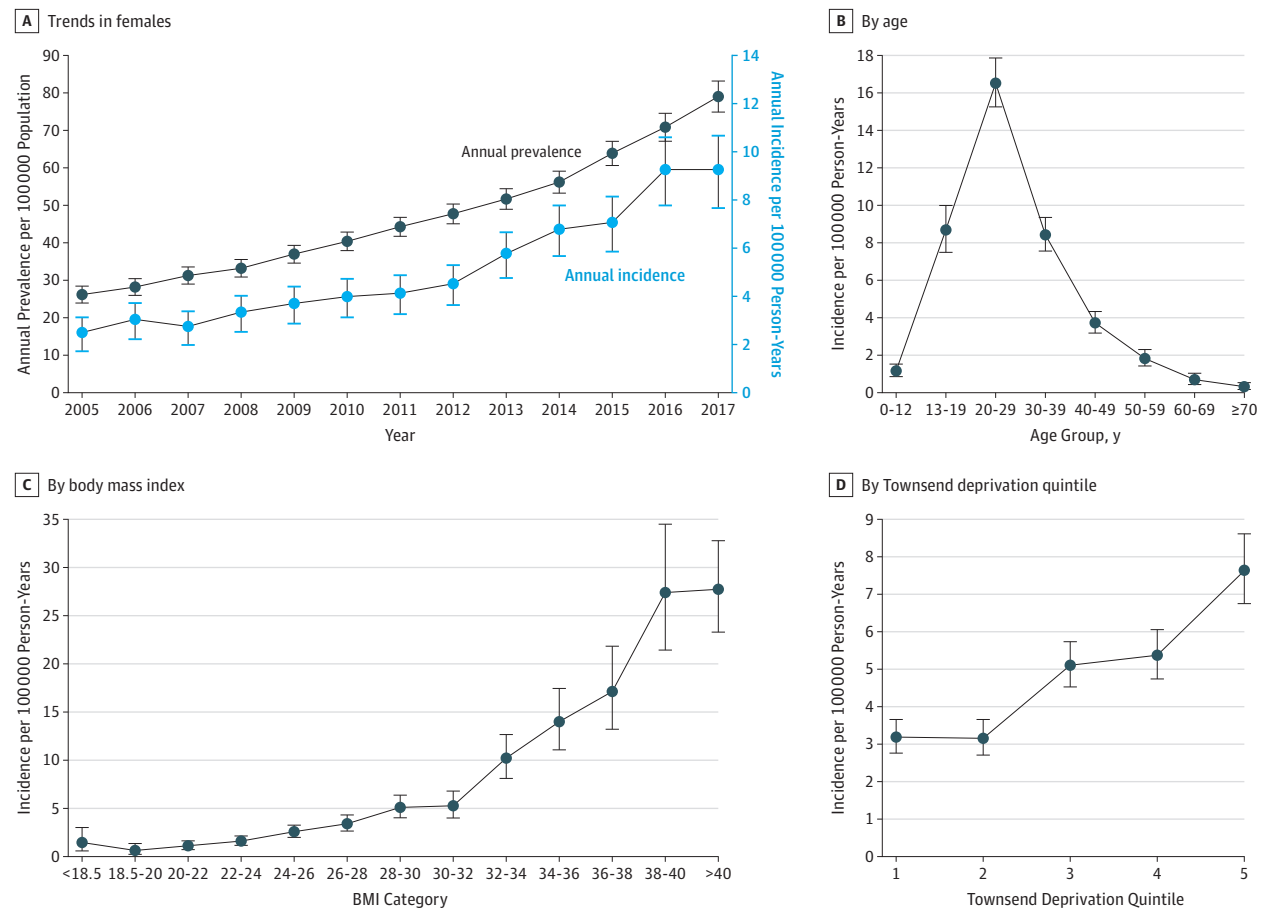 A Trends in females
Annual Prevalence per 100 000 Population
90
80
70
60
50
40
30
20
10
0
14
12
10
8
6
4
2
0
Annual Incidence per 100 000 Person-Years
Annual prevalence
Annual incidence
2005 2006 2007 2008 2009 2010 2011 2012 2013 2014 2015 2016 2017
Year
B By age
Incidence per 100 000 Person-Years
18
16
14
12
10
8
6
4
2
0
0-12 13-19 20-29 30-39 40-49 50-59 60-69 ≥70
Age Group, y
C By body mass index
Incidence per 100 000 Person-Years
35
30
25
20
15
10
5
0
<18.5 18.5-20 20-22 22-24 24-26 26-28 28-30 30-32 32-34 34-36 36-38 38-40 >40
BMI Category
D By Townsend deprivation quintile
Incidence per 100 000 Person-Years
9
8
7
6
5
4
3
2
1
0
1 2 3 4 5
Townsend Deprivation Quintile